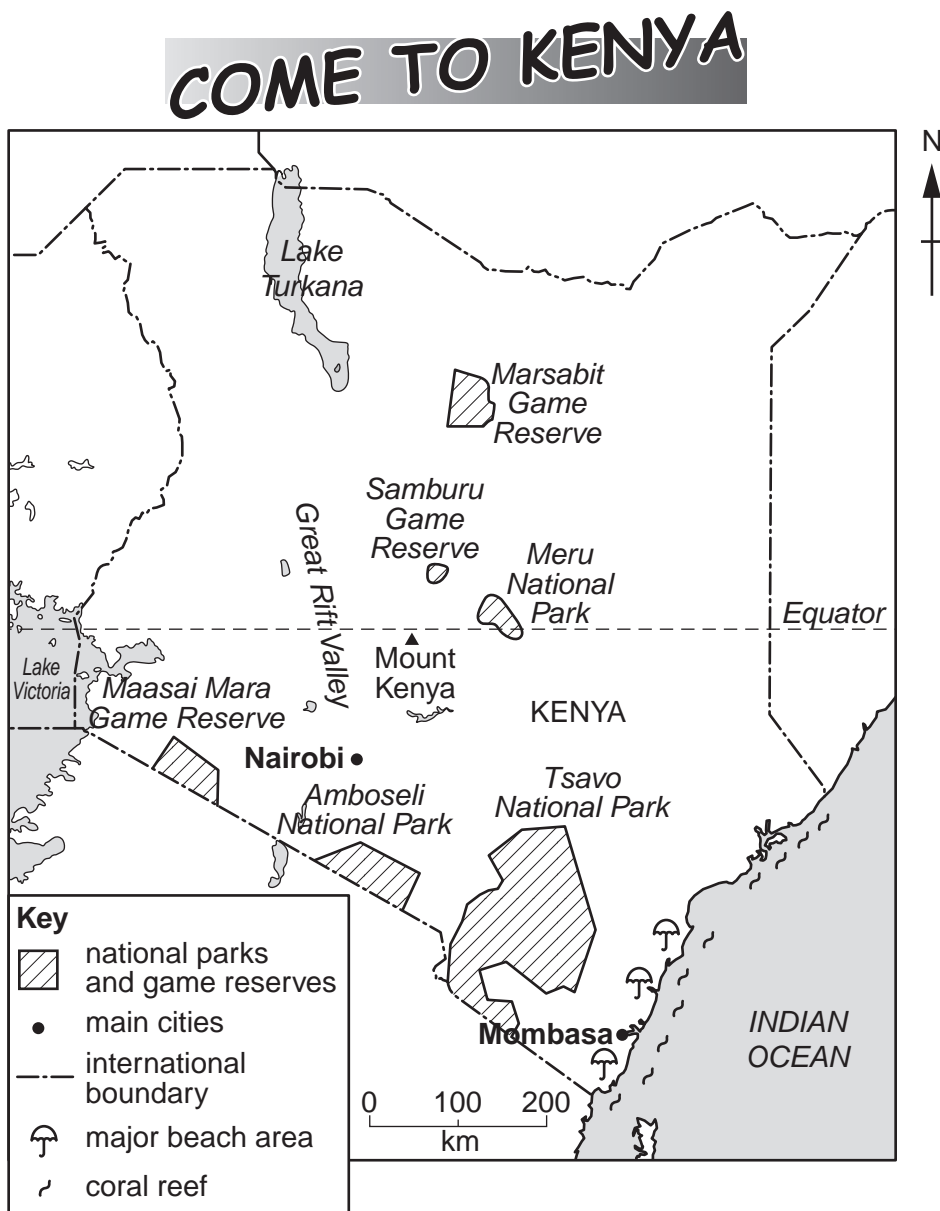 COME TO KENYA
N
Lake
Turkana
Marsabit
Game
Reserve
Samburu
Game
Reserve
Great Rift Valley
Meru
National
Park
Equator
Lake
Victoria
Mount
Kenya
Maasai Mara
Game Reserve
KENYA
Nairobi
Tsavo
National Park
Amboseli
National Park
Key
national parks
and game reserves
main cities
international
boundary
major beach area
coral reef
Mombasa
INDIAN
OCEAN
0 100 200
km